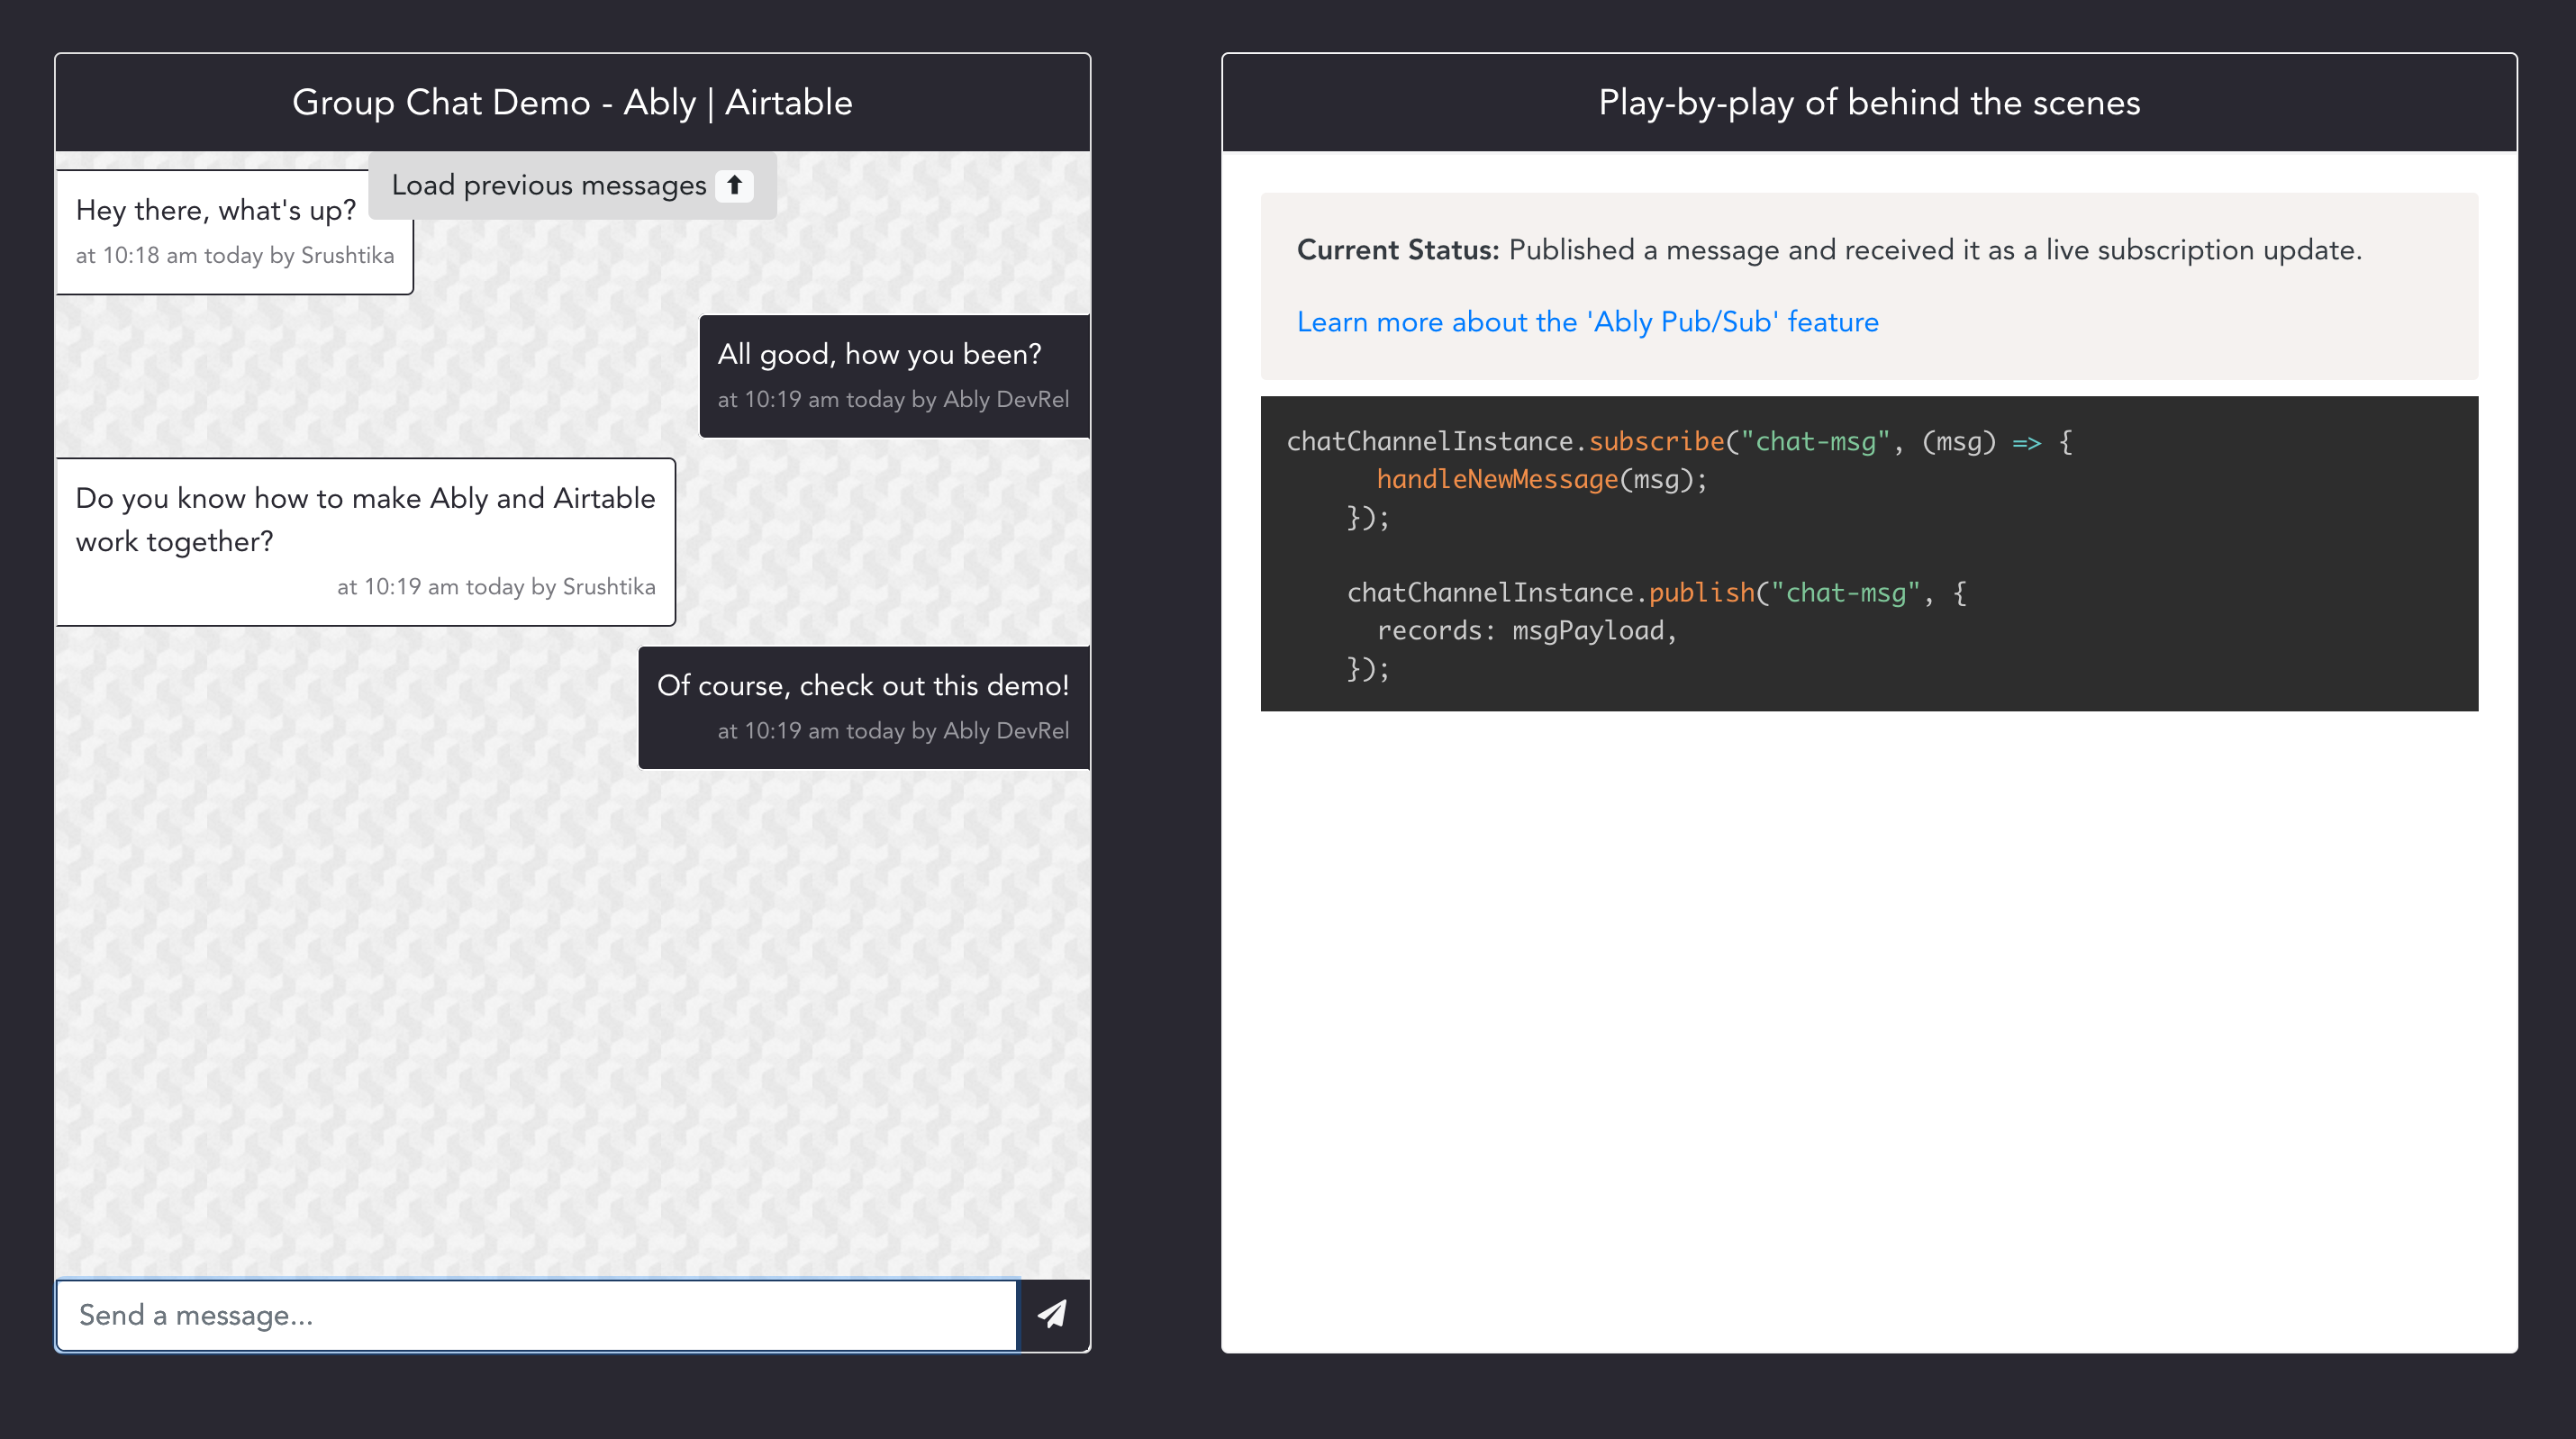 Group Chat Demo - Ably | Airtable
Load previous messages
Hey there, what's up?
at 10:18 am today by Srushtika
All good, how you been?
at 10:19 am today by Ably DevRel
Do you know how to make Ably and Airtable
work together?
at 10:19 am today by Srushtika
Of course, check out this demo!
at 10:19 am today by Ably DevRel
Send a message...
Play-by-play of behind the scenes
Current Status: Published a message and received it as a live subscription update.
Learn more about the 'Ably Pub/Sub' feature
chatChannelInstance.subscribe("chat-msg", (msg) => {
      handleNewMessage(msg);
    });
    chatChannelInstance.publish("chat-msg", {
      records: msgPayload,
    });